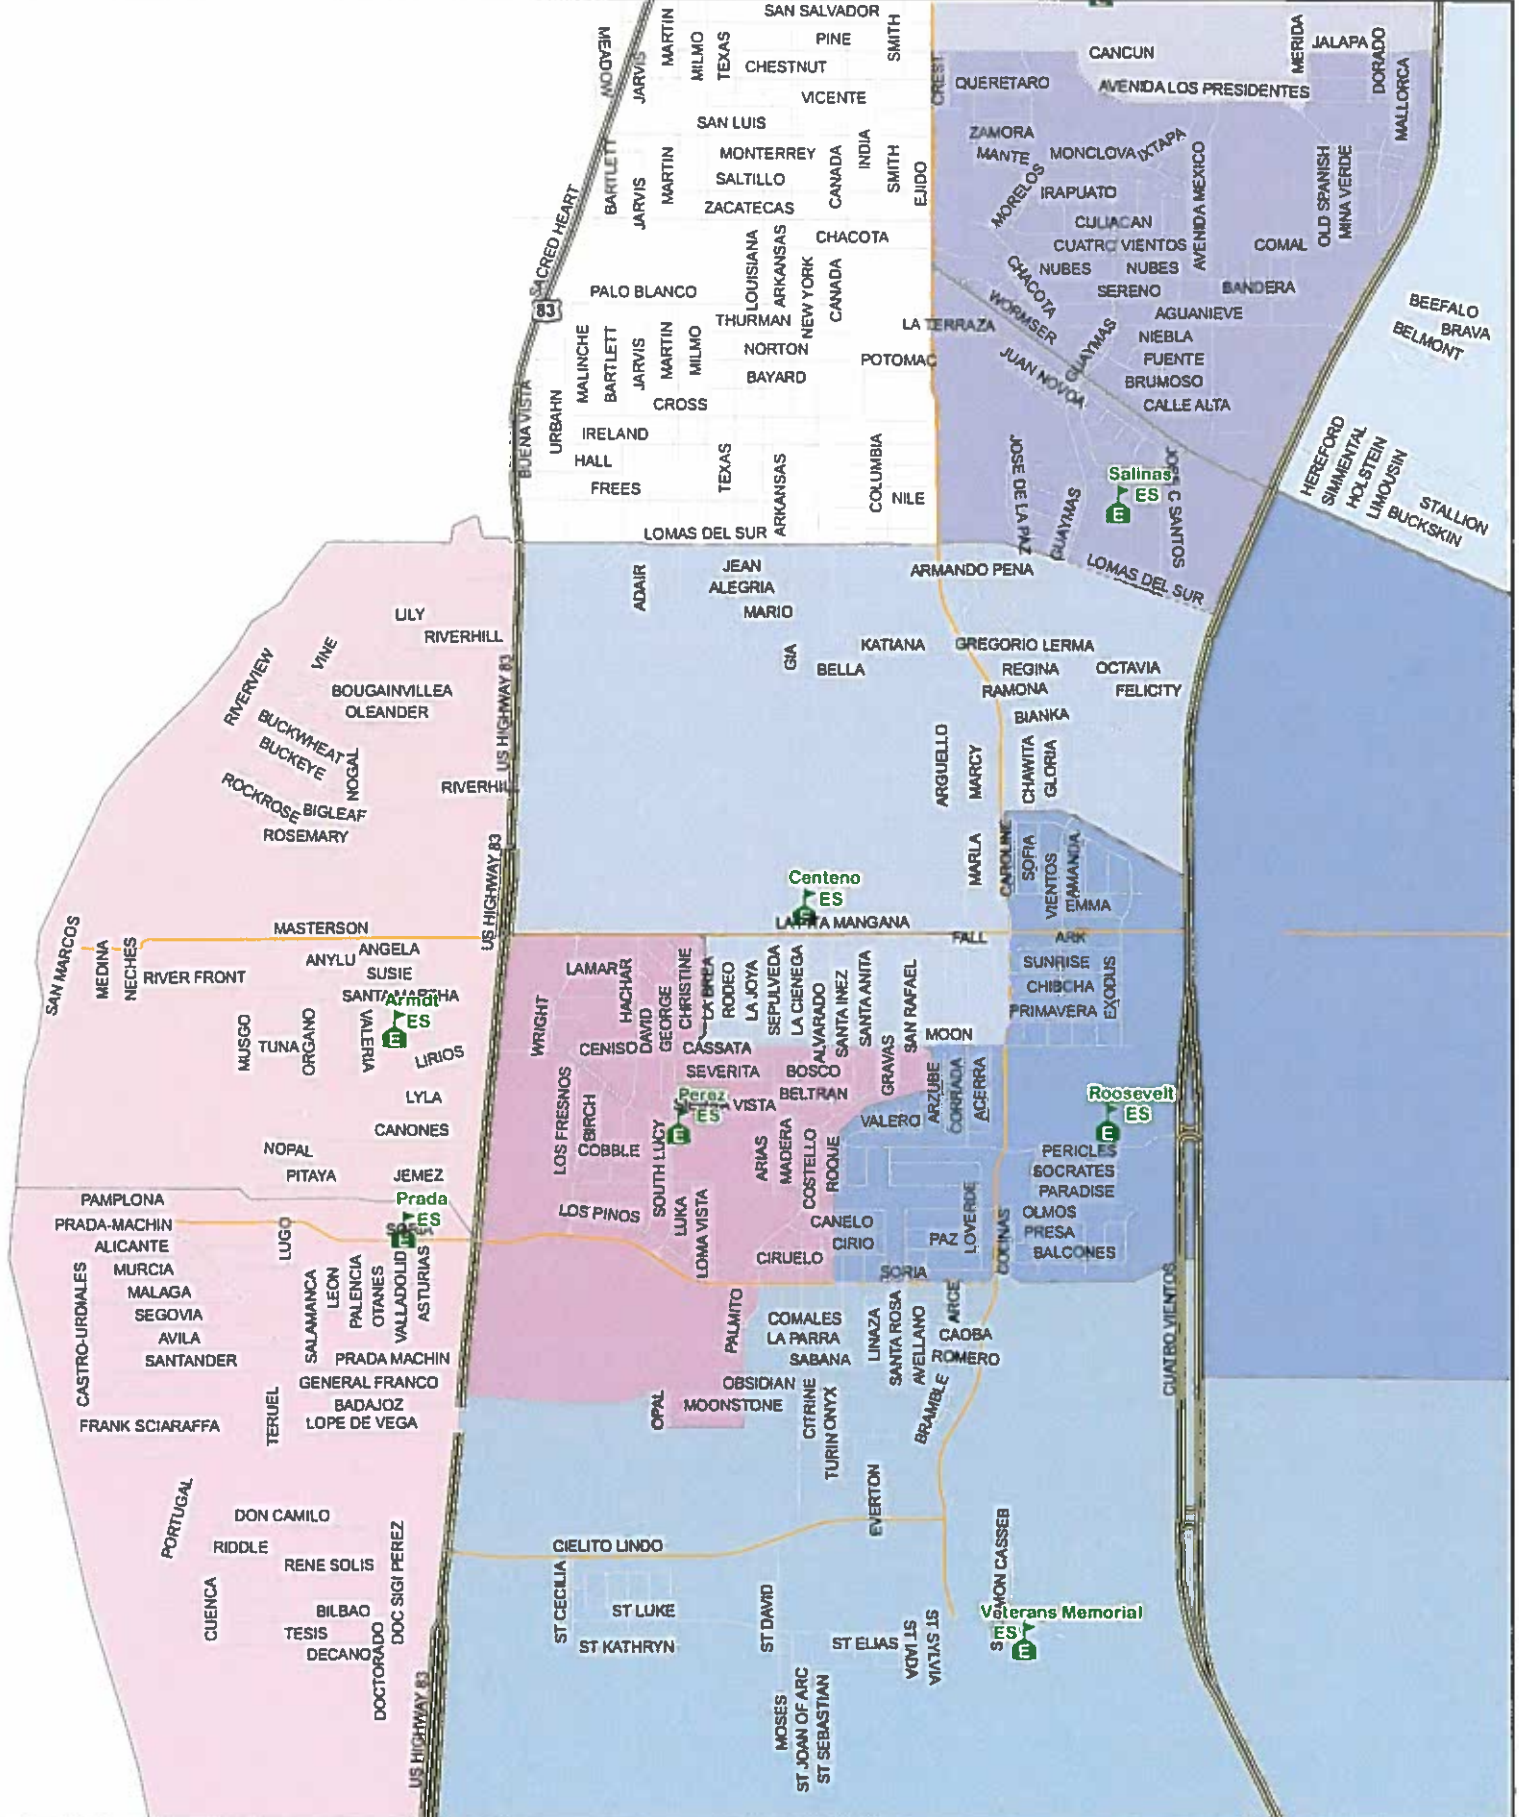 SAN SALVADOR
PINE
CHESTNUT
VICENTE
SMITH
MEADOW
JARVIS
MARTIN
MILMO
TEXAS
CREST
CANCUN
MERIDA
JALAPA
DORADO
MALLORCA
QUERETARO
AVENIDA LOS PRESIDENTES
SAN LUIS
MONTERREY
SALTILLO
ZACATECAS
CHACOTA
BARTLETT
JARVIS
MARTIN
CANADA
INDIA
SMITH
EJIDO
ZAMORA
MANTE
MONCLOVA
IXTAPA
MORELOS
IRAPUATO
CULIACAN
CUATRO VIENTOS
AVENIDA MEXICO
COMAL
OLD SPANISH
MINA VERDE
NUBES
NUBES
CHACOTA
SERENO
BANDERA
AGUANIEVE
WORMSER
LA TERRAZA
NIEBLA
GUAYMAS
FUENTE
JUAN NOVOA
BRUMOSO
CALLE ALTA
SACRED HEART
83
PALO BLANCO
LOUISIANA
ARKANSAS
NEW YORK
CANADA
THURMAN
NORTON
BAYARD
POTOMAC
MALINCHE
BARTLETT
JARVIS
MARTIN
MILMO
CROSS
BUENA VISTA
URBAHN
IRELAND
HALL
FREES
TEXAS
ARKANSAS
COLUMBIA
NILE
LOMAS DEL SUR
BEEFALO
BRAVA
BELMONT
HEREFORD
SIMMENTAL
HOLSTEIN
LIMOUSIN
BUCKSKIN
STALLION
Salinas
ES
E
JOSE DE LA PAZ
GUAYMAS
LOMAS DEL SUR
ADAIR
JEAN
ALEGRIA
MARIO
ARMANDO PENA
GIA
BELLA
KATIANA
GREGORIO LERMA
REGINA
OCTAVIA
RAMONA
FELICITY
BIANKA
ARGUELLO
MARCY
CHAWITA
GLORIA
LILY
RIVERHILL
VINE
RIVERVIEW
BOUGAINVILLEA
OLEANDER
BUCKWHEAT
BUCKEYE
NOGAL
ROCKROSE
BIGLEAF
ROSEMARY
US HIGHWAY 83
US HIGHWAY 83
MARLA
CAROLINE
SOFIA
VIENTOS
AMANDA
EMMA
Centeno
ES
E
FALL
ARK
SUNRISE
CHIBCHA
PRIMAVERA
EXODUS
SAN MARCOS
MEDINA
NECHES
MASTERSON
ANGELA
ANYLU
SUSIE
RIVER FRONT
ES
E
MUSGO
TUNA
ORGANO
VALERIA
LIRIOS
LYLA
CANONES
NOPAL
PITAYA
JEMEZ
LAMAR
HACHAR
DAVID
GEORGE
CHRISTINE
LA BREA
RODEO
LA JOYA
SEPULVEDA
LA CIENEGA
ALVARADO
SANTA INEZ
SANTA ANITA
SAN RAFAEL
WRIGHT
CENISO
CASSATA
SEVERITA
BOSCO
BELTRAN
GRAVAS
MOON
ARZUBE
CORRADA
ACERRA
VALERO
Perez
ES
E
VISTA
LOS FRESNOS
BIRCH
COBBLE
SOUTH LUCY
ARIAS
MADERA
COSTELLO
ROQUE
LOS PINOS
LUKA
LOMA VISTA
CANELO
CIRIO
CIRUELO
PAZ
LOVERDE
COCINAS
Roosevelt
ES
E
PERICLES
SOCRATES
PARADISE
OLMOS
PRESA
BALCONES
SORIA
ARCE
PAMPLONA
Prada
ES
E
PRADA-MACHIN
ALICANTE
LUGO
MURCIA
MALAGA
SEGOVIA
AVILA
SANTANDER
CASTRO-URDIALES
SALAMANCA
LEON
PALENCIA
OTANES
VALLADOLID
ASTURIAS
PRADA MACHIN
GENERAL FRANCO
BADAJOZ
LOPE DE VEGA
TERUEL
FRANK SCIARAFFA
PALMITO
COMALES
LA PARRA
SABANA
LINAZA
SANTA ROSA
AVELLANO
CAOBA
ROMERO
OBSIDIAN
MOONSTONE
OPAL
CITRINE
TURIN ONYX
BRAMBLE
CUATRO VIENTOS
PORTUGAL
DON CAMILO
RIDDLE
RENE SOLIS
DOC SIGI PEREZ
CUENCA
BILBAO
TESIS
DECANO
DOCTORADO
US HIGHWAY 83
EVERTON
CIELITO LINDO
ST CECILIA
ST LUKE
ST KATHRYN
ST DAVID
ST ELIAS
ST IADA
ST SYLVIA
Veterans Memorial
ES
E
MOSES
ST JOAN OF ARC
ST SEBASTIAN